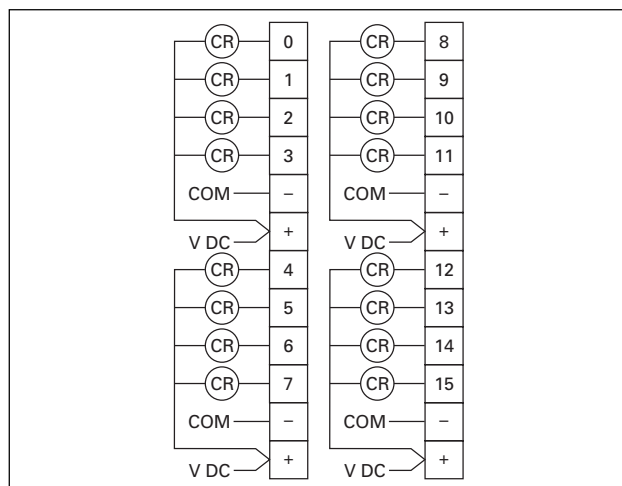 CR 0 CR 8
CR 1 CR 9
CR 2 CR 10
CR 3 CR 11
COM – COM –
+ +
V DC V DC
CR 4 CR 12
CR 5 CR 13
CR 6 CR 14
CR 7 CR 15
COM – COM –
+ +
V DC V DC